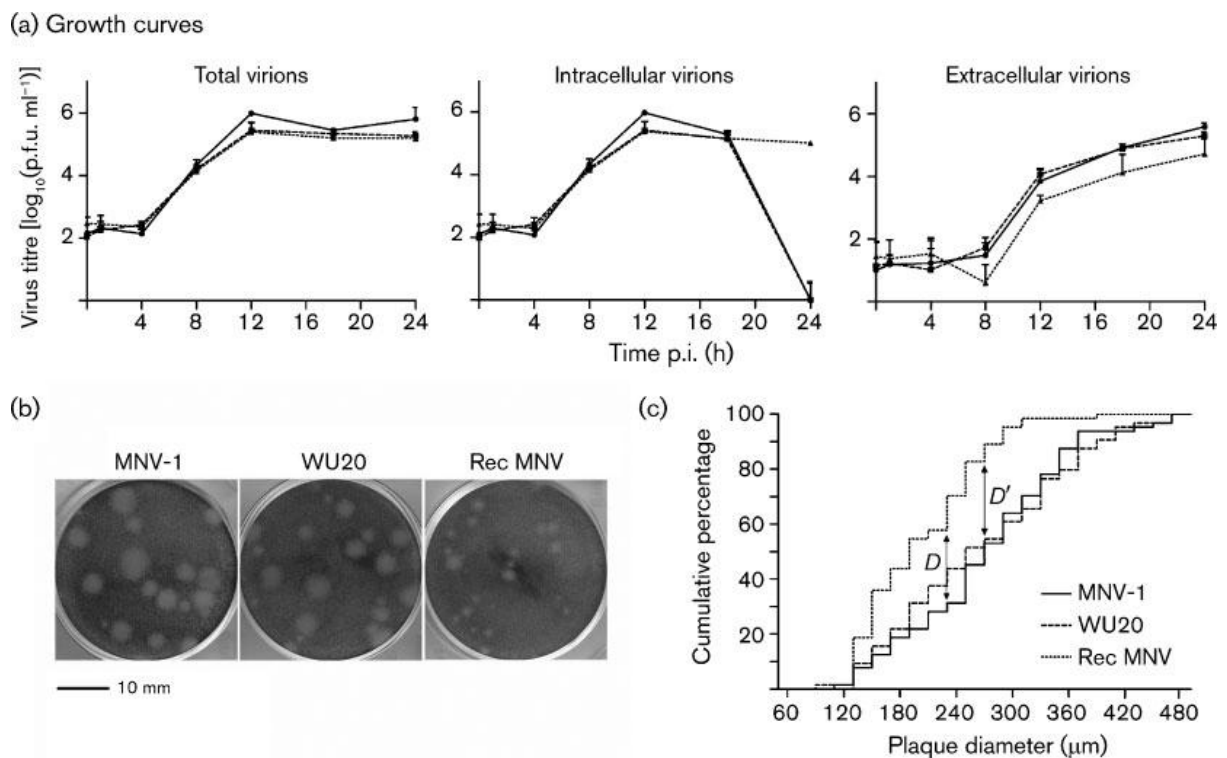 (a) Growth curves
Total virions
Intracellular virions
Extracellular virions
Virus titre [log₁₀(p.f.u. ml⁻¹)]
6
4
2
4 8 12 16 20 24
6
4
2
4 8 12 16 20 24
6
4
2
4 8 12 16 20 24
Time p.i. (h)
(b)
MNV-1
WU20
Rec MNV
10 mm
(c)
Cumulative percentage
100
80
60
40
20
D
D′
MNV-1
WU20
Rec MNV
60 120 180 240 300 360 420 480
Plaque diameter (μm)